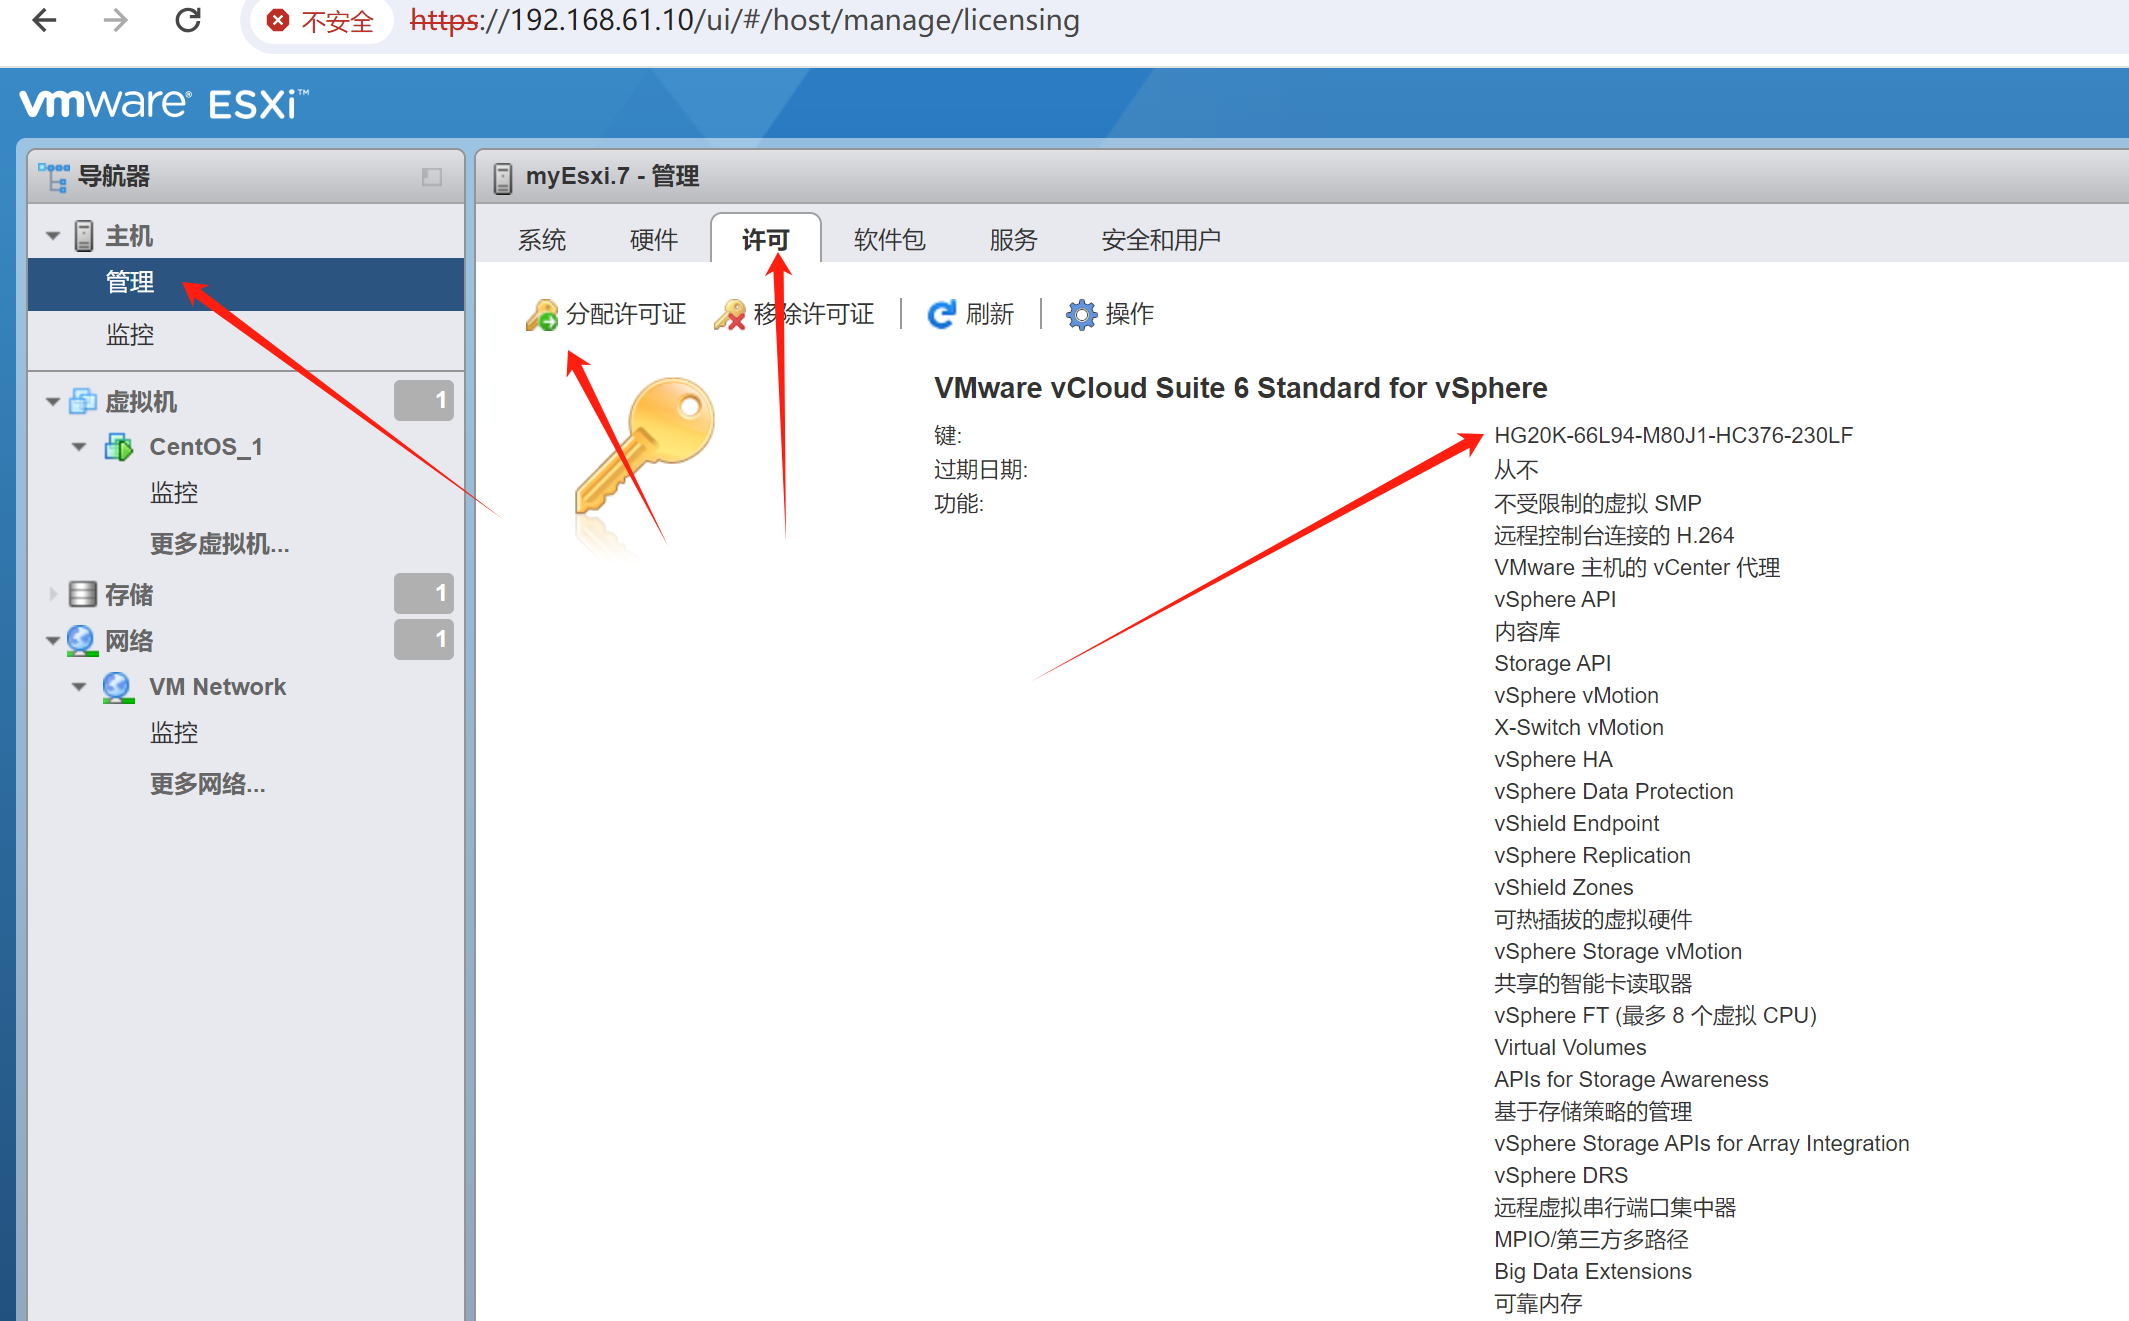 不安全 https://192.168.61.10/ui/#/host/manage/licensing
vmware® ESXi™
导航器
主机
管理
监控
虚拟机 1
CentOS_1
监控
更多虚拟机...
存储 1
网络 1
VM Network
监控
更多网络...
myEsxi.7 - 管理
系统 硬件 许可 软件包 服务 安全和用户
分配许可证 移除许可证 刷新 操作
VMware vCloud Suite 6 Standard for vSphere
键: HG20K-66L94-M80J1-HC376-230LF
过期日期: 从不
功能: 不受限制的虚拟 SMP
远程控制台连接的 H.264
VMware 主机的 vCenter 代理
vSphere API
内容库
Storage API
vSphere vMotion
X-Switch vMotion
vSphere HA
vSphere Data Protection
vShield Endpoint
vSphere Replication
vShield Zones
可热插拔的虚拟硬件
vSphere Storage vMotion
共享的智能卡读取器
vSphere FT (最多 8 个虚拟 CPU)
Virtual Volumes
APIs for Storage Awareness
基于存储策略的管理
vSphere Storage APIs for Array Integration
vSphere DRS
远程虚拟串行端口集中器
MPIO/第三方多路径
Big Data Extensions
可靠内存